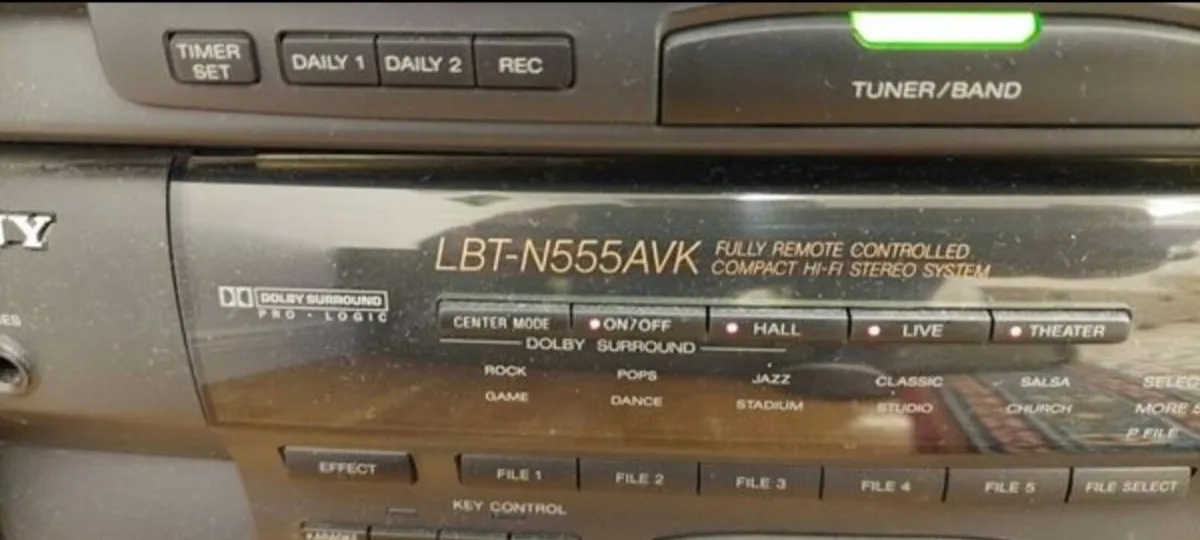 TIMER SET
DAILY 1 DAILY 2 REC
TUNER/BAND
NY
LBT-N555AVK
FULLY REMOTE CONTROLLED
COMPACT HI-FI STEREO SYSTEM
DOLBY SURROUND
PRO · LOGIC
CENTER MODE ON/OFF HALL LIVE THEATER
DOLBY SURROUND
ROCK POPS JAZZ CLASSIC SALSA
GAME DANCE STADIUM STUDIO CHURCH MORE
P FILE
EFFECT FILE 1 FILE 2 FILE 3 FILE 4 FILE 5 FILE SELECT
KEY CONTROL